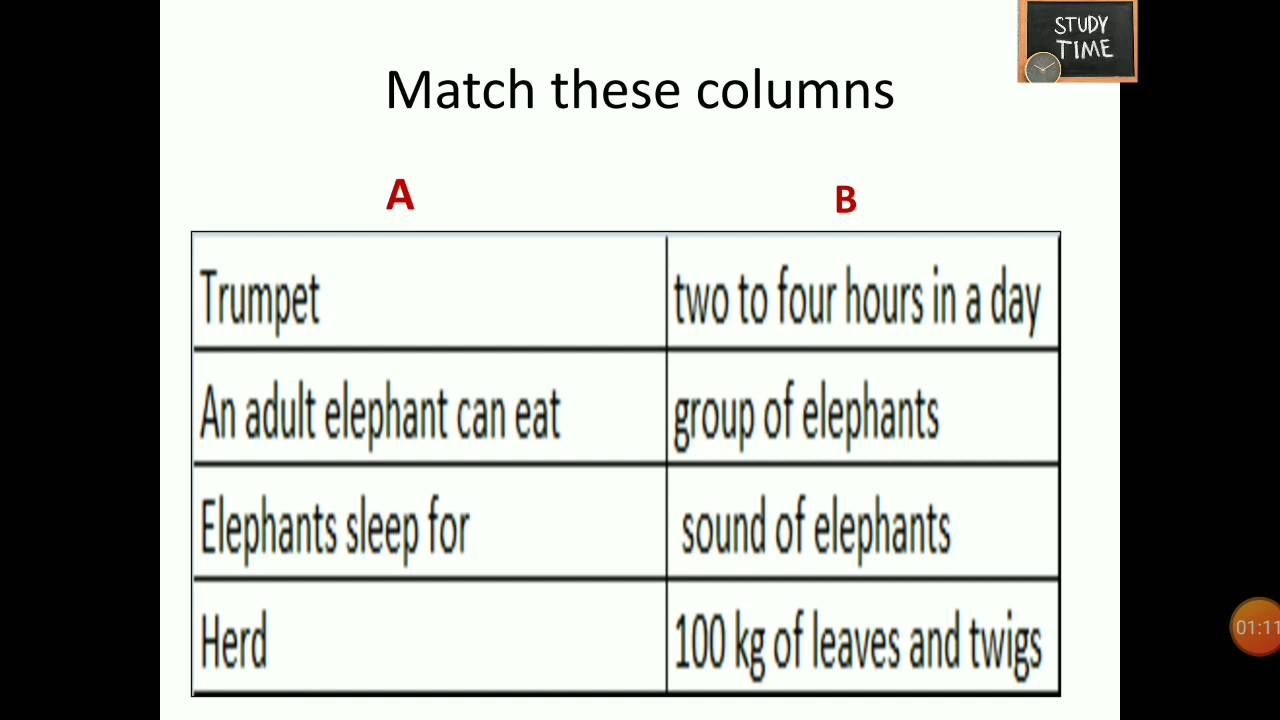 STUDY
TIME
Match these columns
A B
Trumpet two to four hours in a day
An adult elephant can eat group of elephants
Elephants sleep for sound of elephants
Herd 100 kg of leaves and twigs
01:11